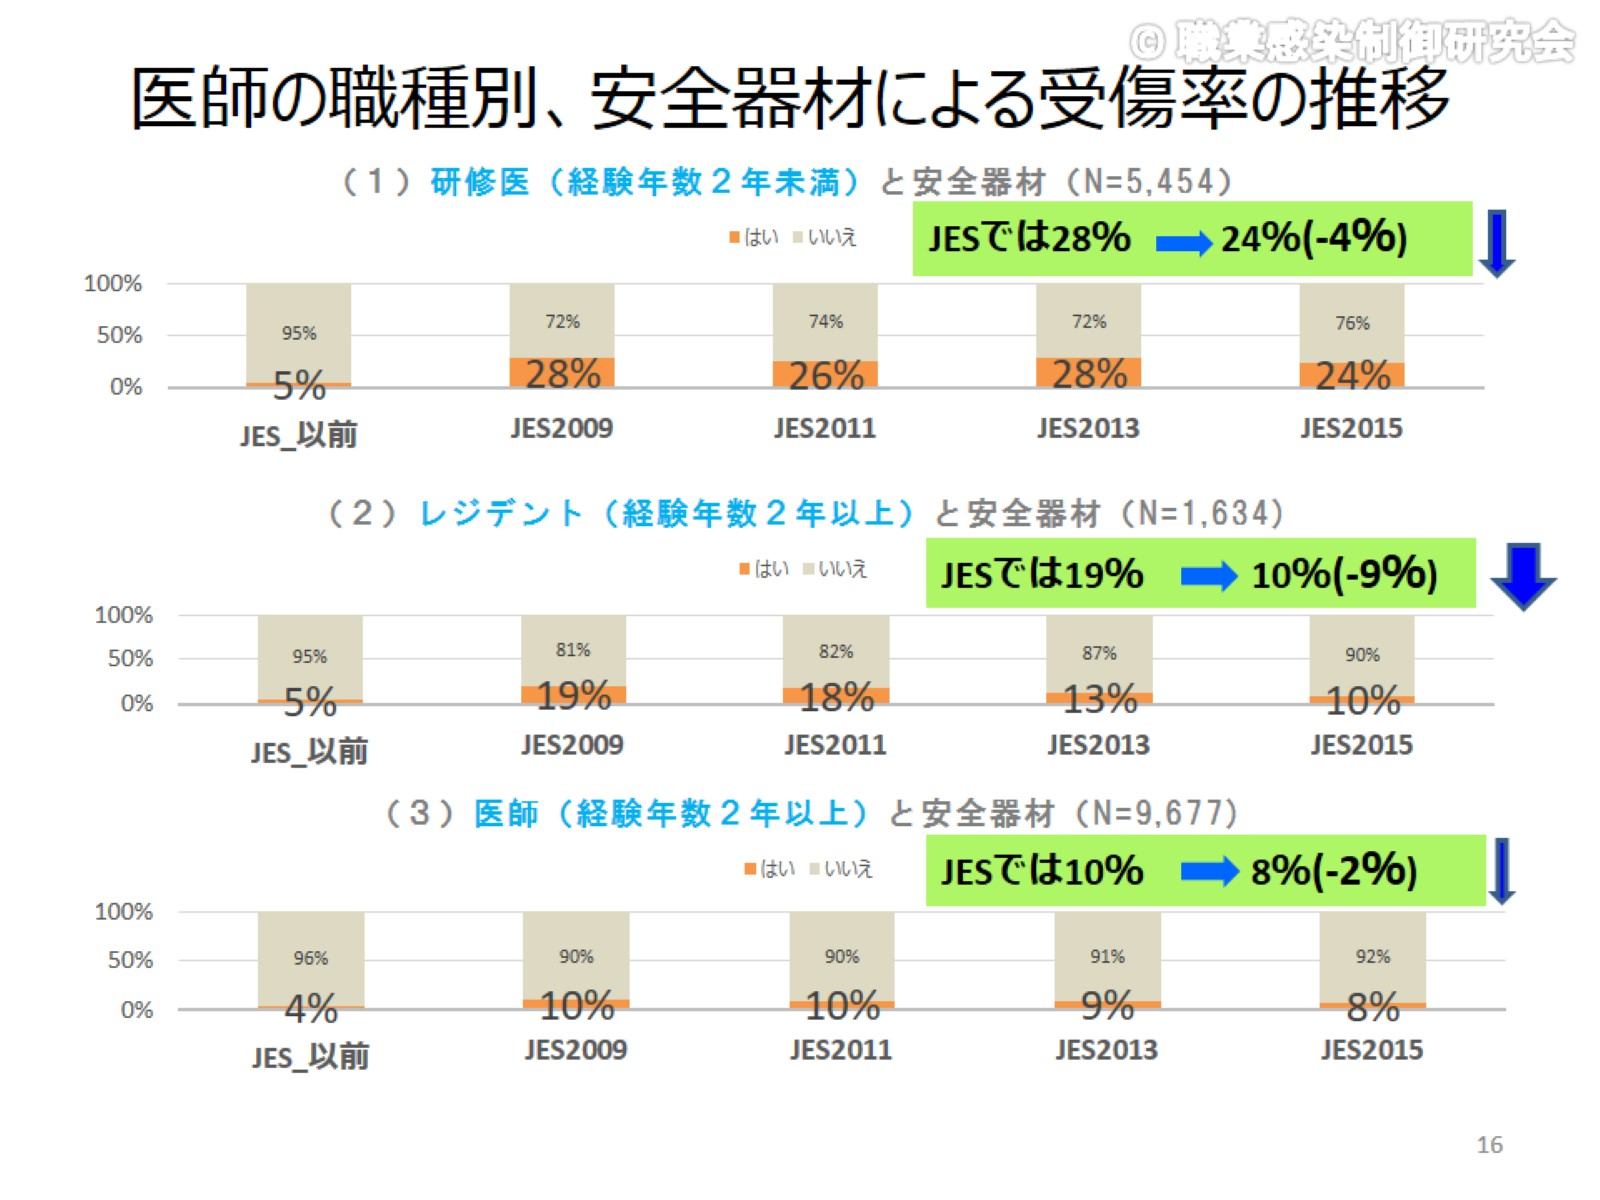 © 職業感染制御研究会
医師の職種別、安全器材による受傷率の推移
（１）研修医（経験年数２年未満）と安全器材（N=5,454）
はい いいえ
JESでは28% 24%(-4%)
100%
50%
0%
95% 72% 74% 72% 76%
5% 28% 26% 28% 24%
JES_以前 JES2009 JES2011 JES2013 JES2015
（２）レジデント（経験年数２年以上）と安全器材（N=1,634）
はい いいえ
JESでは19% 10%(-9%)
100%
50%
0%
95% 81% 82% 87% 90%
5% 19% 18% 13% 10%
JES_以前 JES2009 JES2011 JES2013 JES2015
（３）医師（経験年数２年以上）と安全器材（N=9,677）
はい いいえ
JESでは10% 8%(-2%)
100%
50%
0%
96% 90% 90% 91% 92%
4% 10% 10% 9% 8%
JES_以前 JES2009 JES2011 JES2013 JES2015
16